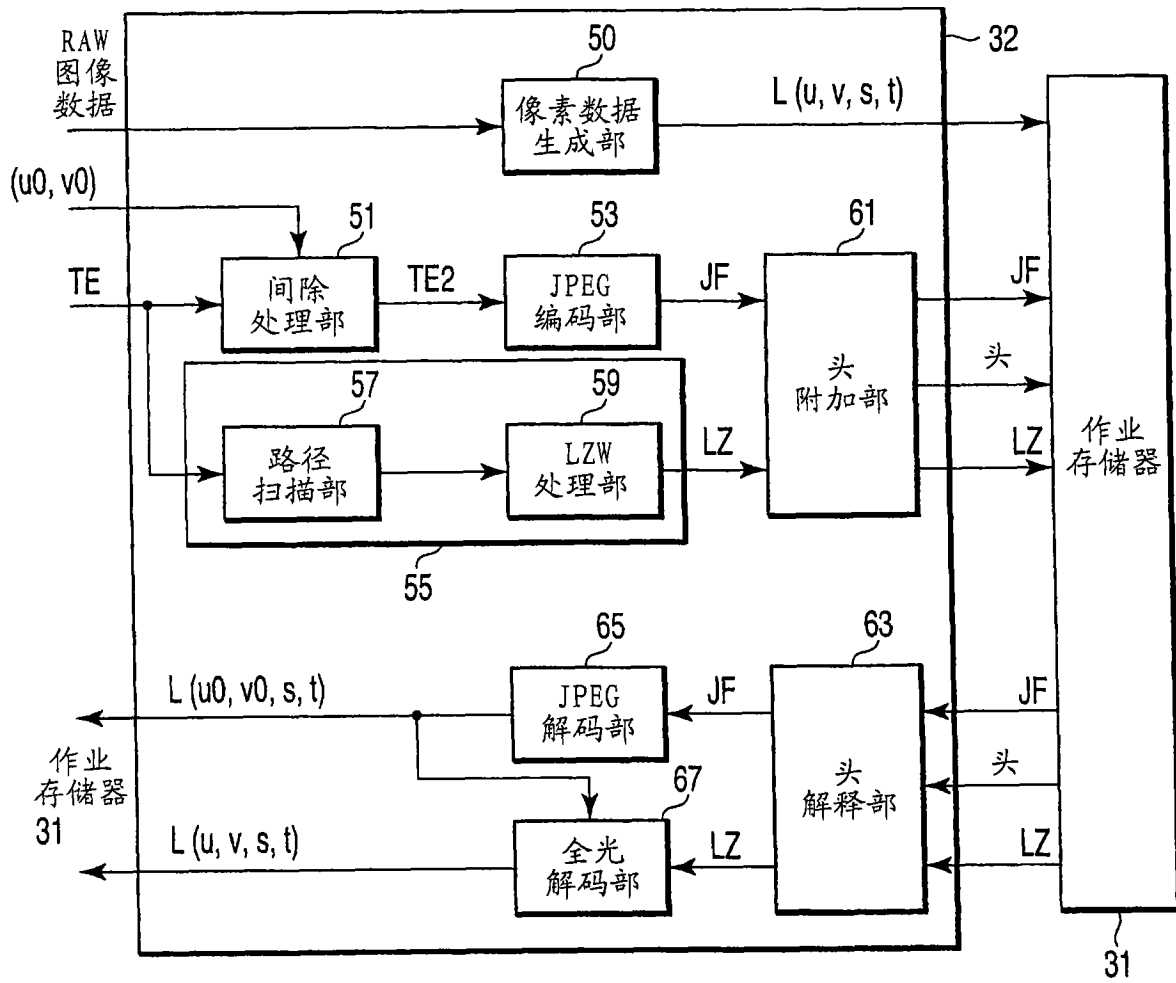 RAW
图像
数据
50
32
像素数据
生成部
L (u, v, s, t)
(u0, v0)
51
53
61
TE
间除
处理部
TE2
JPEG
编码部
JF
JF
57
59
头
附加部
头
路径
扫描部
LZW
处理部
LZ
LZ
作业
存储器
55
65
63
L (u0, v0, s, t)
JPEG
解码部
JF
JF
作业
存储器
31
67
头
解释部
头
L (u, v, s, t)
全光
解码部
LZ
LZ
31